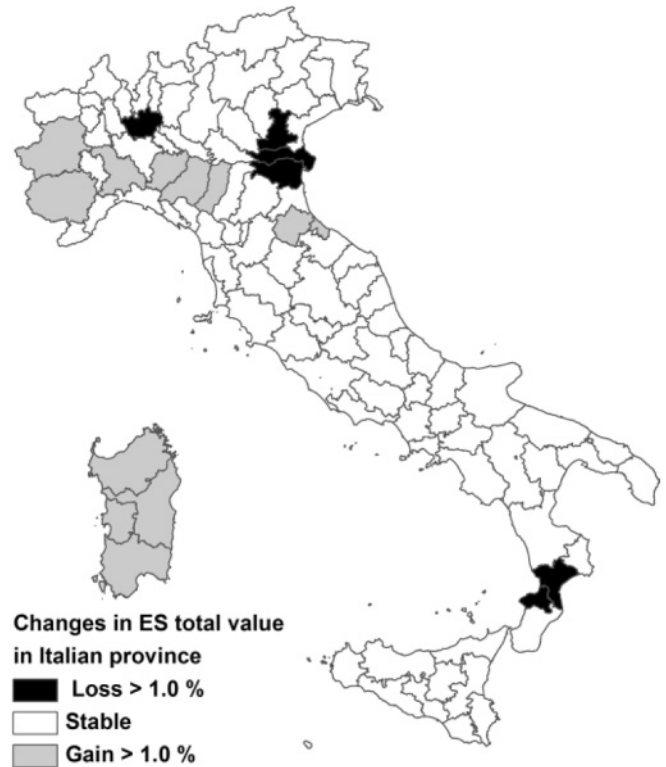 Changes in ES total value
in Italian province
Loss > 1.0 %
Stable
Gain > 1.0 %